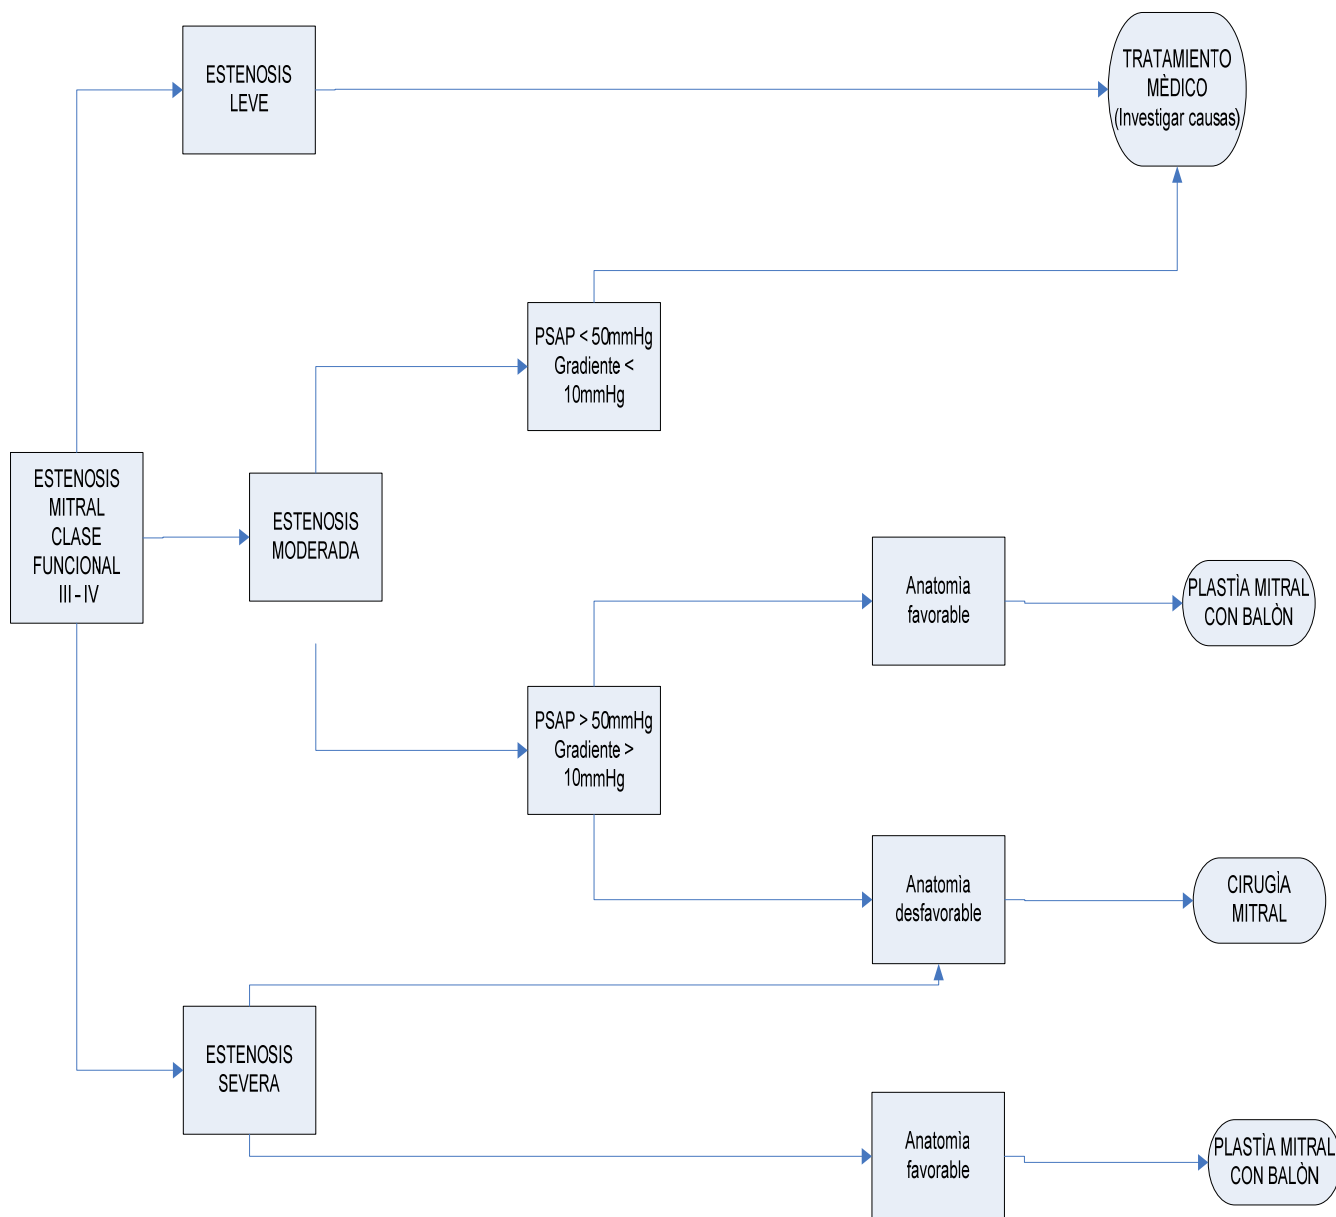 ESTENOSIS
LEVE
TRATAMIENTO
MÈDICO
(Investigar causas)
PSAP < 50mmHg
Gradiente <
10mmHg
ESTENOSIS
MITRAL
CLASE
FUNCIONAL
III - IV
ESTENOSIS
MODERADA
Anatomìa
favorable
PLASTÌA MITRAL
CON BALÒN
PSAP > 50mmHg
Gradiente >
10mmHg
Anatomìa
desfavorable
CIRUGÌA
MITRAL
ESTENOSIS
SEVERA
Anatomìa
favorable
PLASTÌA MITRAL
CON BALÒN